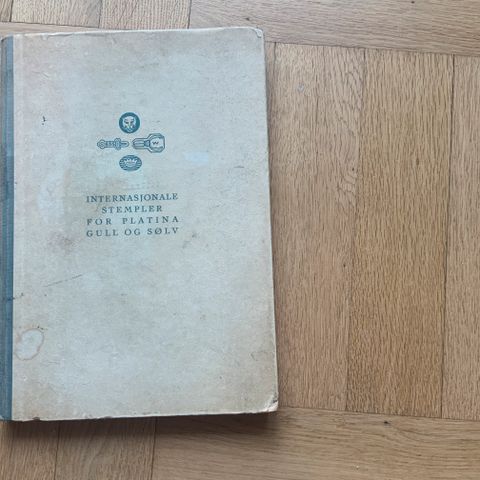 INTERNASJONALE
STEMPLER
FOR PLATINA
GULL OG SØLV